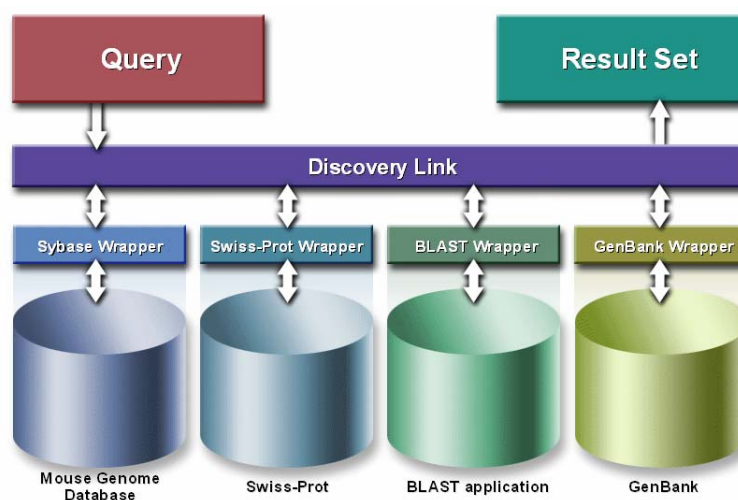 Query
Result Set
Discovery Link
Sybase Wrapper
Swiss-Prot Wrapper
BLAST Wrapper
GenBank Wrapper
Mouse Genome
Database
Swiss-Prot
BLAST application
GenBank